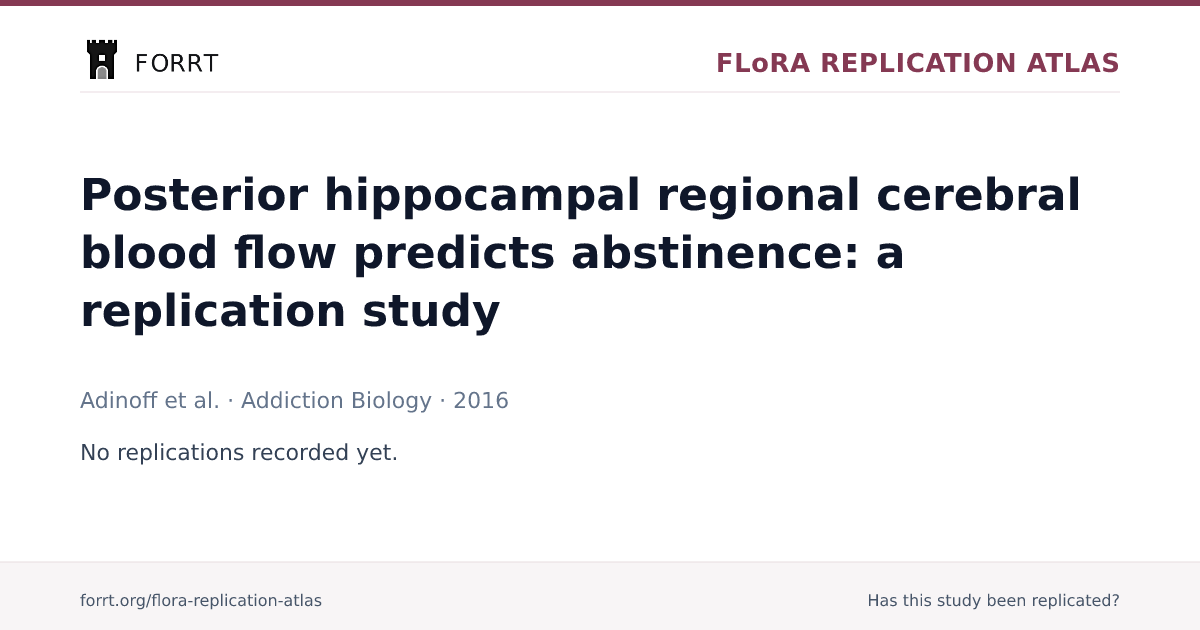 FORRT
FLoRA REPLICATION ATLAS
Posterior hippocampal regional cerebral
blood flow predicts abstinence: a
replication study
Adinoff et al. · Addiction Biology · 2016
No replications recorded yet.
forrt.org/flora-replication-atlas
Has this study been replicated?